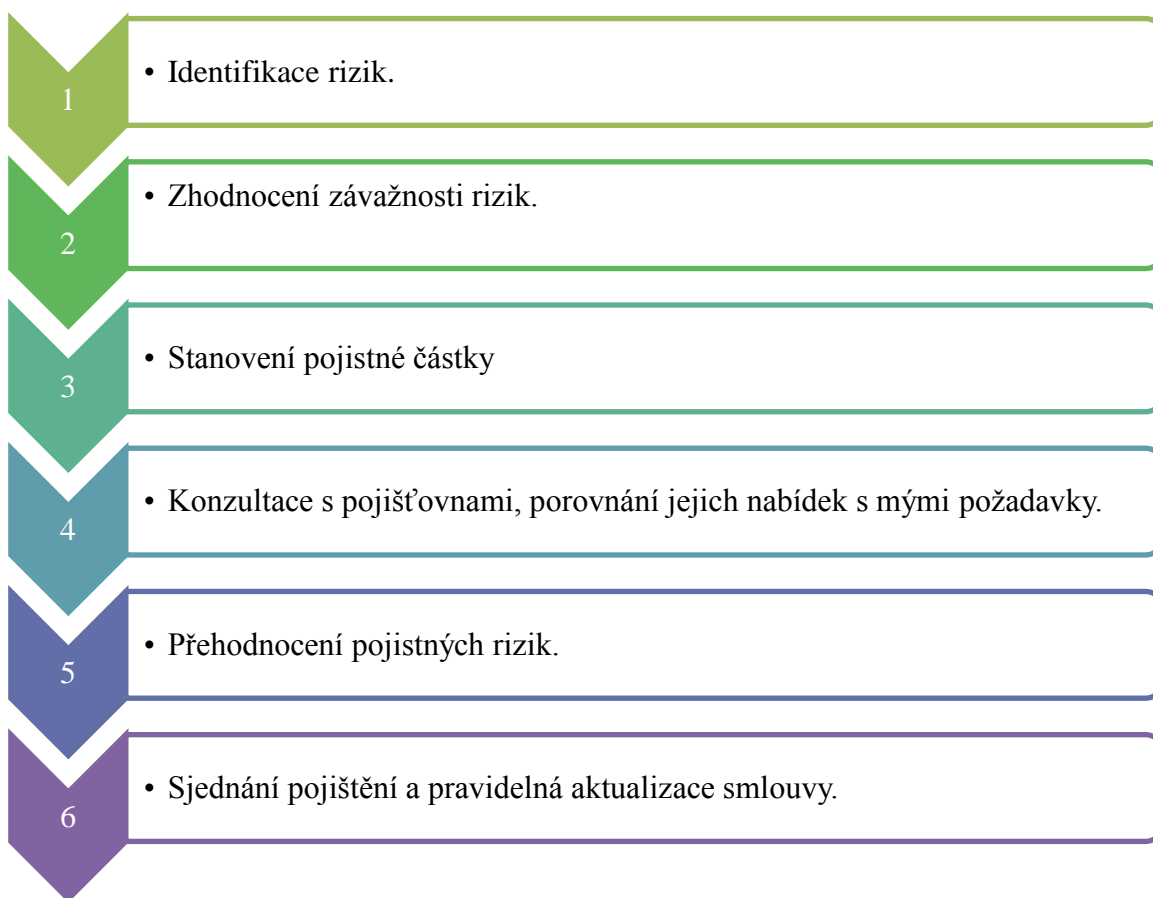 1
• Identifikace rizik.
2
• Zhodnocení závažnosti rizik.
3
• Stanovení pojistné částky
4
• Konzultace s pojišťovnami, porovnání jejich nabídek s mými požadavky.
5
• Přehodnocení pojistných rizik.
6
• Sjednání pojištění a pravidelná aktualizace smlouvy.